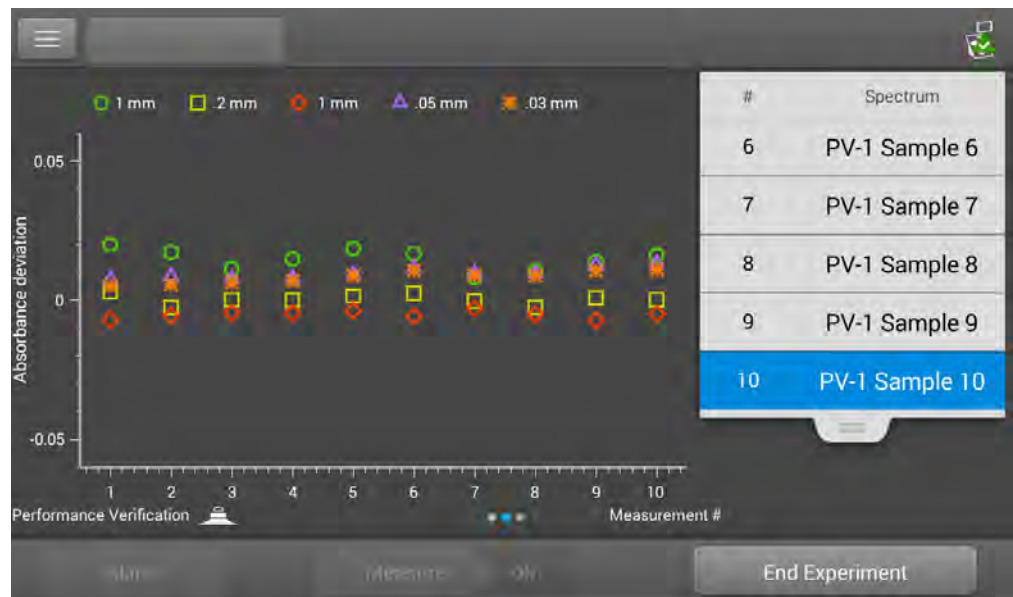 1 mm .2 mm 1 mm .05 mm .03 mm
0.05
0
-0.05
Absorbance deviation
1 2 3 4 5 6 7 8 9 10
Performance Verification
Measurement #
# Spectrum
6 PV-1 Sample 6
7 PV-1 Sample 7
8 PV-1 Sample 8
9 PV-1 Sample 9
10 PV-1 Sample 10
End Experiment